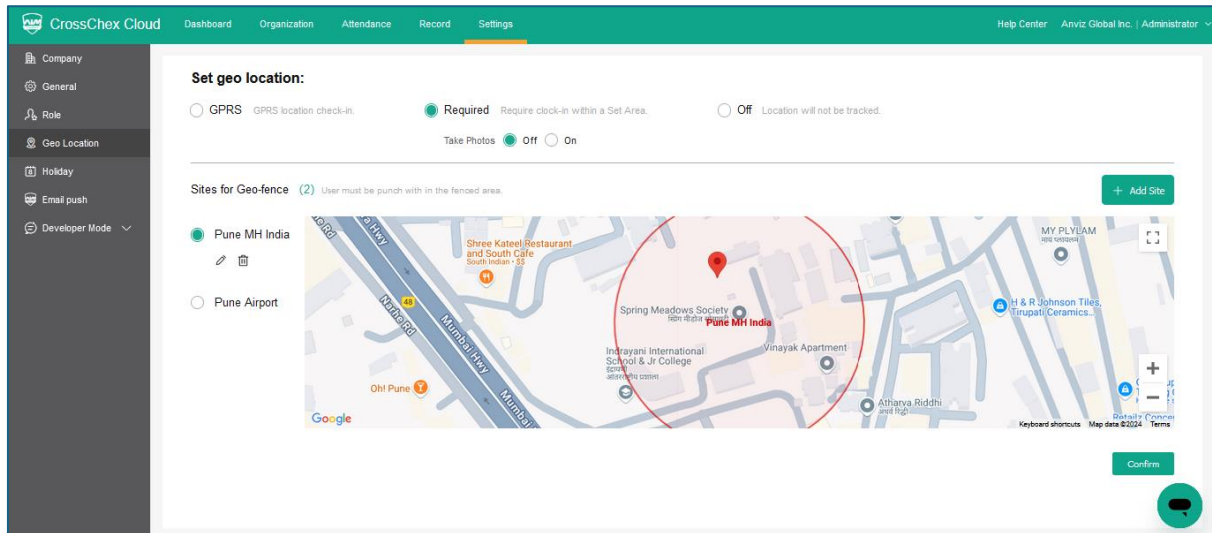 CrossChex Cloud Dashboard Organization Attendance Record Settings Help Center Anviz Global Inc. | Administrator
Company
General
Role
Geo Location
Holiday
Email push
Developer Mode
Set geo location:
GPRS GPRS location check-in. Required Require clock-in within a Set Area. Off Location will not be tracked.
Take Photos Off On
Sites for Geo-fence (2) User must be punch with in the fenced area. + Add Site
Pune MH India
Pune Airport
Shree Kateel Restaurant
and South Cafe
South Indian • $$
MY PLYLAM
माय प्लायलम
48
Narhe Rd
Mumbai Hwy
Mumbai
Spring Meadows Society
Pune MH India
H & R Johnson Tiles,
Tirupati Ceramics...
Indrayani International
School & Jr College
इंद्रायणी
Vinayak Apartment
Oh! Pune
Atharva Riddhi
अथर्व रिद्धी
Google
Keyboard shortcuts Map data ©2024 Terms
Confirm